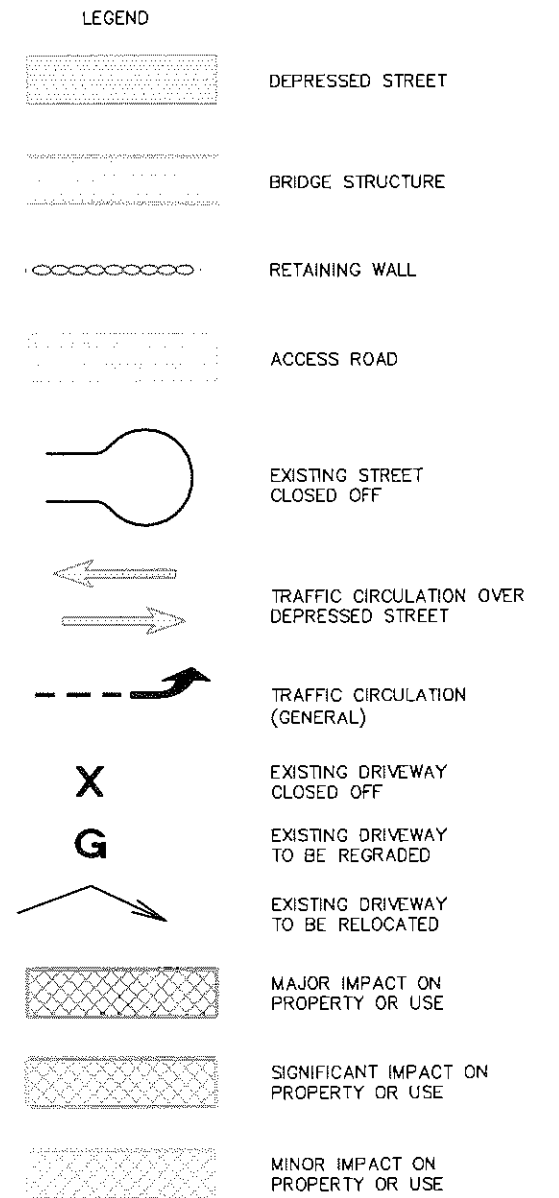 LEGEND
DEPRESSED STREET
BRIDGE STRUCTURE
RETAINING WALL
ACCESS ROAD
EXISTING STREET
CLOSED OFF
TRAFFIC CIRCULATION OVER
DEPRESSED STREET
TRAFFIC CIRCULATION
(GENERAL)
X
EXISTING DRIVEWAY
CLOSED OFF
G
EXISTING DRIVEWAY
TO BE REGRADED
EXISTING DRIVEWAY
TO BE RELOCATED
MAJOR IMPACT ON
PROPERTY OR USE
SIGNIFICANT IMPACT ON
PROPERTY OR USE
MINOR IMPACT ON
PROPERTY OR USE